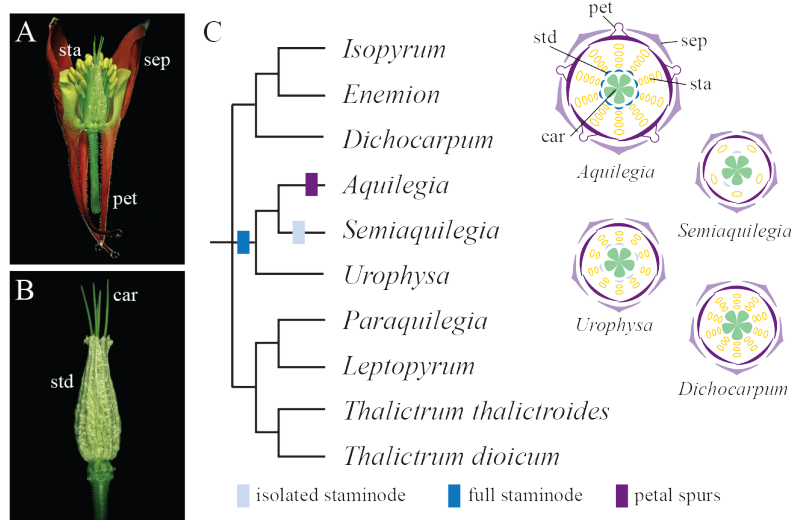 A
sta
sep
pet
B
car
std
C
Isopyrum
Enemion
Dichocarpum
Aquilegia
Semiaquilegia
Urophysa
Paraquilegia
Leptopyrum
Thalictrum thalictroides
Thalictrum dioicum
pet
std
sep
sta
car
Aquilegia
Semiaquilegia
Urophysa
Dichocarpum
isolated staminode
full staminode
petal spurs